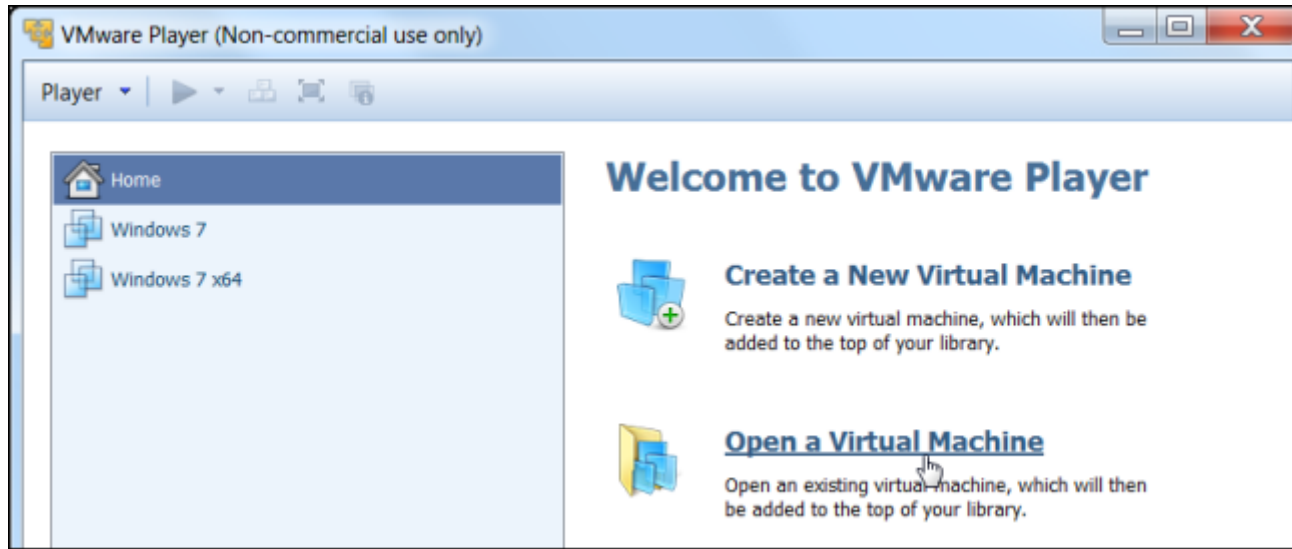 VMware Player (Non-commercial use only)
Player
Home
Windows 7
Windows 7 x64
Welcome to VMware Player
Create a New Virtual Machine
Create a new virtual machine, which will then be
added to the top of your library.
Open a Virtual Machine
Open an existing virtual machine, which will then
be added to the top of your library.